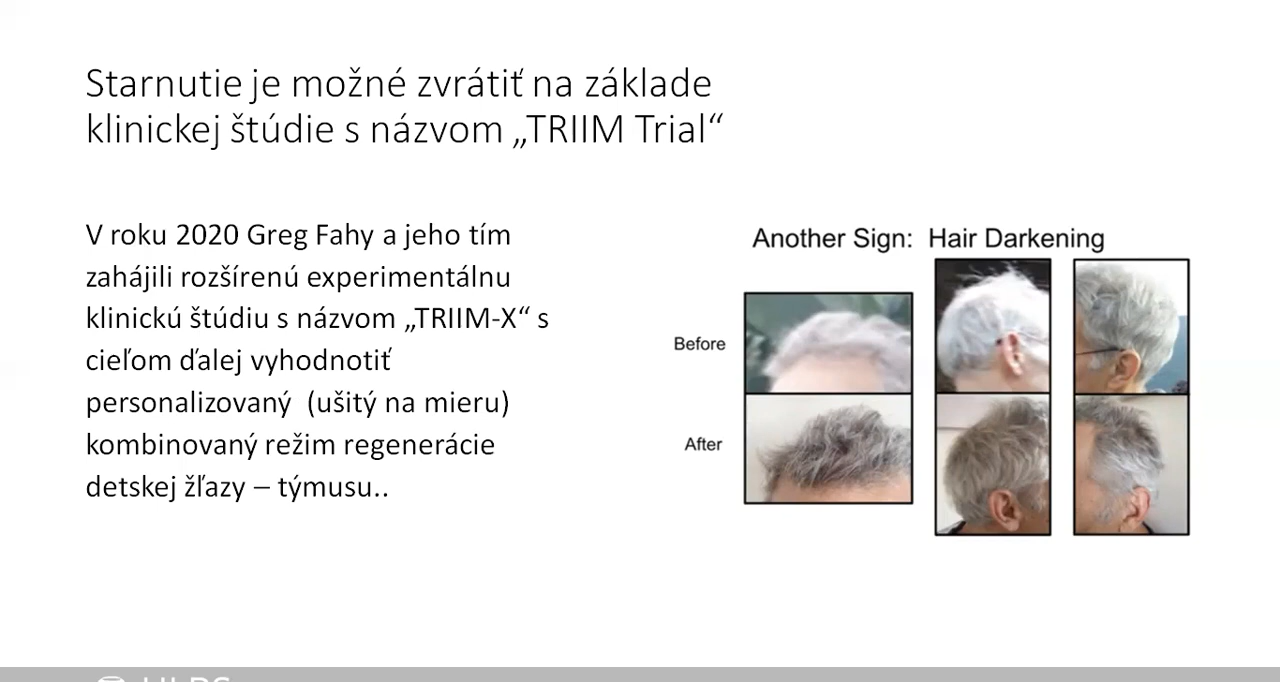 Starnutie je možné zvrátiť na základe
klinickej štúdie s názvom „TRIIM Trial“
V roku 2020 Greg Fahy a jeho tím
zahájili rozšírenú experimentálnu
klinickú štúdiu s názvom „TRIIM-X“ s
cieľom ďalej vyhodnotiť
personalizovaný  (ušitý na mieru)
kombinovaný režim regenerácie
detskej žľazy – týmusu..
Another Sign:  Hair Darkening
Before
After